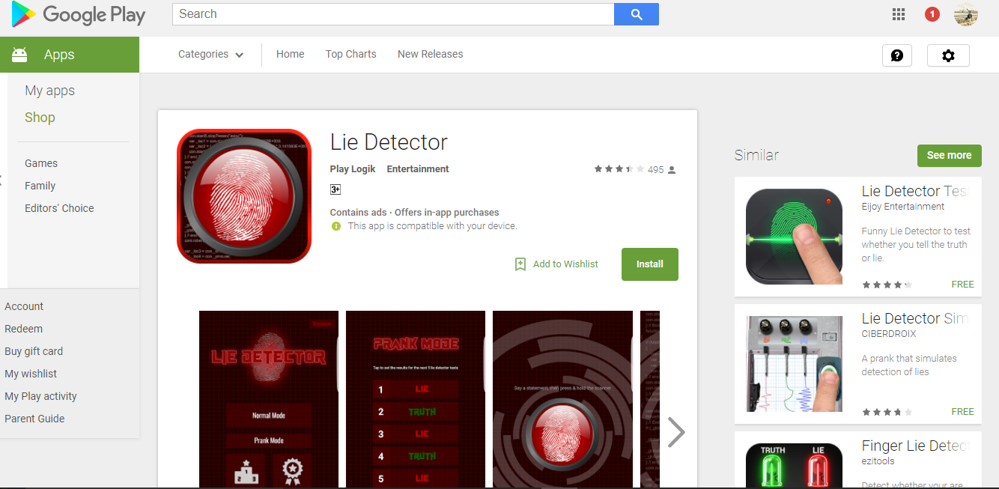 Google Play
Search
1
Apps
Categories
Home
Top Charts
New Releases
My apps
Shop
Games
Family
Editors' Choice
Account
Redeem
Buy gift card
My wishlist
My Play activity
Parent Guide
Lie Detector
Play Logik Entertainment
495
3+
Contains ads · Offers in-app purchases
This app is compatible with your device.
Add to Wishlist
Install
LIE DETECTOR
Normal Mode
Prank Mode
2 1 3
PRANK MODE
Tap to set the results for the next 5 lie detector tests
1 LIE
2 TRUTH
3 LIE
4 TRUTH
5 LIE
Say a statement, then press & hold the scanner
Similar
See more
Lie Detector Tes
Eijoy Entertainment
Funny Lie Detector to test
whether you tell the truth
or lie.
FREE
Lie Detector Sim
CIBERDROIX
A prank that simulates
detection of lies
FREE
TRUTH LIE
Finger Lie Detec
ezitools
Detect whether your are